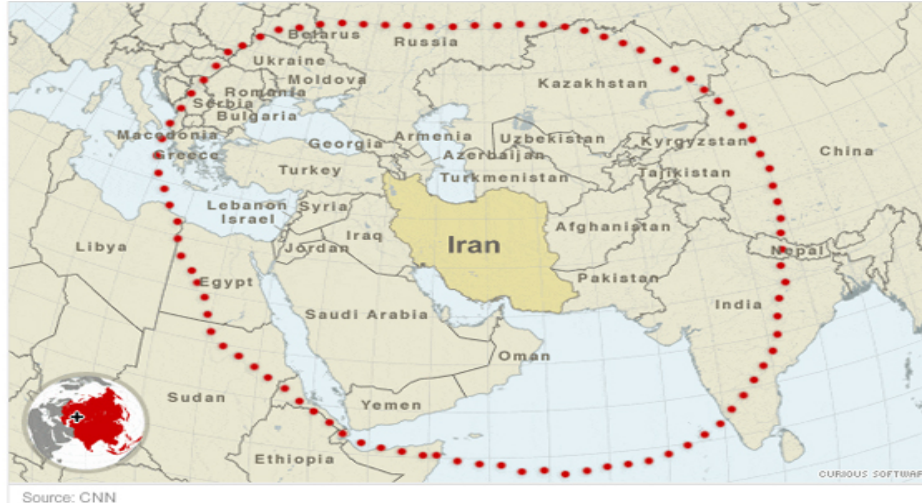 Belarus
Russia
Ukraine
Kazakhstan
Moldova
Romania
Serbia
Bulgaria
Macedonia
Georgia
Armenia
Uzbekistan
Kyrgyzstan
Greece
Azerbaijan
China
Turkey
Turkmenistan
Tajikistan
Lebanon
Syria
Israel
Afghanistan
Iraq
Jordan
Iran
Libya
Nepal
Egypt
Pakistan
India
Saudi Arabia
Oman
Sudan
Yemen
Ethiopia
CURIOUS SOFTWAR
Source: CNN